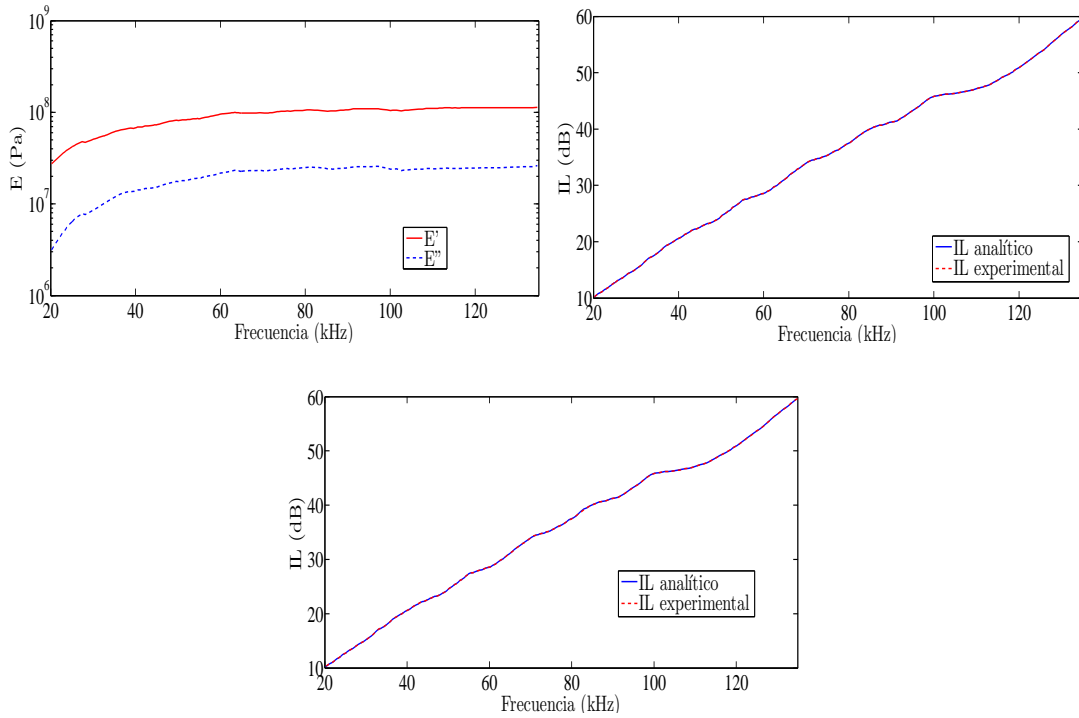 10^9
10^8
10^7
10^6
E (Pa)
20 40 60 80 100 120
Frecuencia (kHz)
E'
E''
60
50
40
30
20
10
IL (dB)
20 40 60 80 100 120
Frecuencia (kHz)
IL analítico
IL experimental
60
50
40
30
20
10
IL (dB)
20 40 60 80 100 120
Frecuencia (kHz)
IL analítico
IL experimental